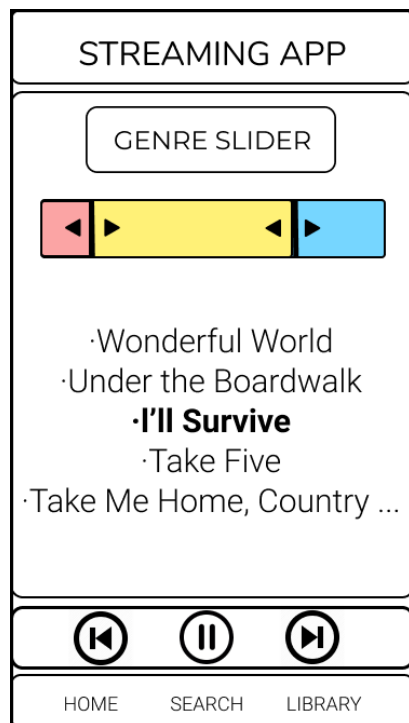 STREAMING APP
GENRE SLIDER
·Wonderful World
·Under the Boardwalk
·I'll Survive
·Take Five
·Take Me Home, Country ...
HOME SEARCH LIBRARY